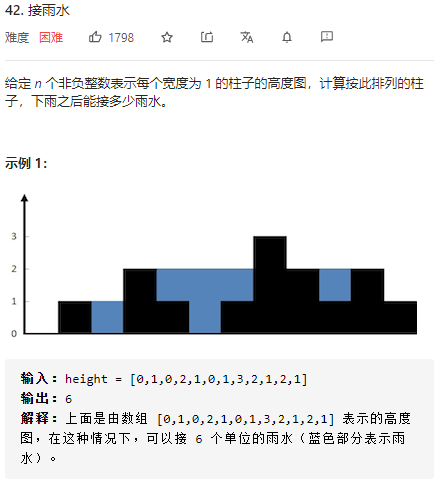 42. 接雨水
难度 困难 1798
给定 n 个非负整数表示每个宽度为 1 的柱子的高度图，计算按此排列的柱
子，下雨之后能接多少雨水。
示例 1：
3
2
1
0
输入：height = [0,1,0,2,1,0,1,3,2,1,2,1]
输出：6
解释：上面是由数组 [0,1,0,2,1,0,1,3,2,1,2,1] 表示的高度
图，在这种情况下，可以接 6 个单位的雨水（蓝色部分表示雨
水）。